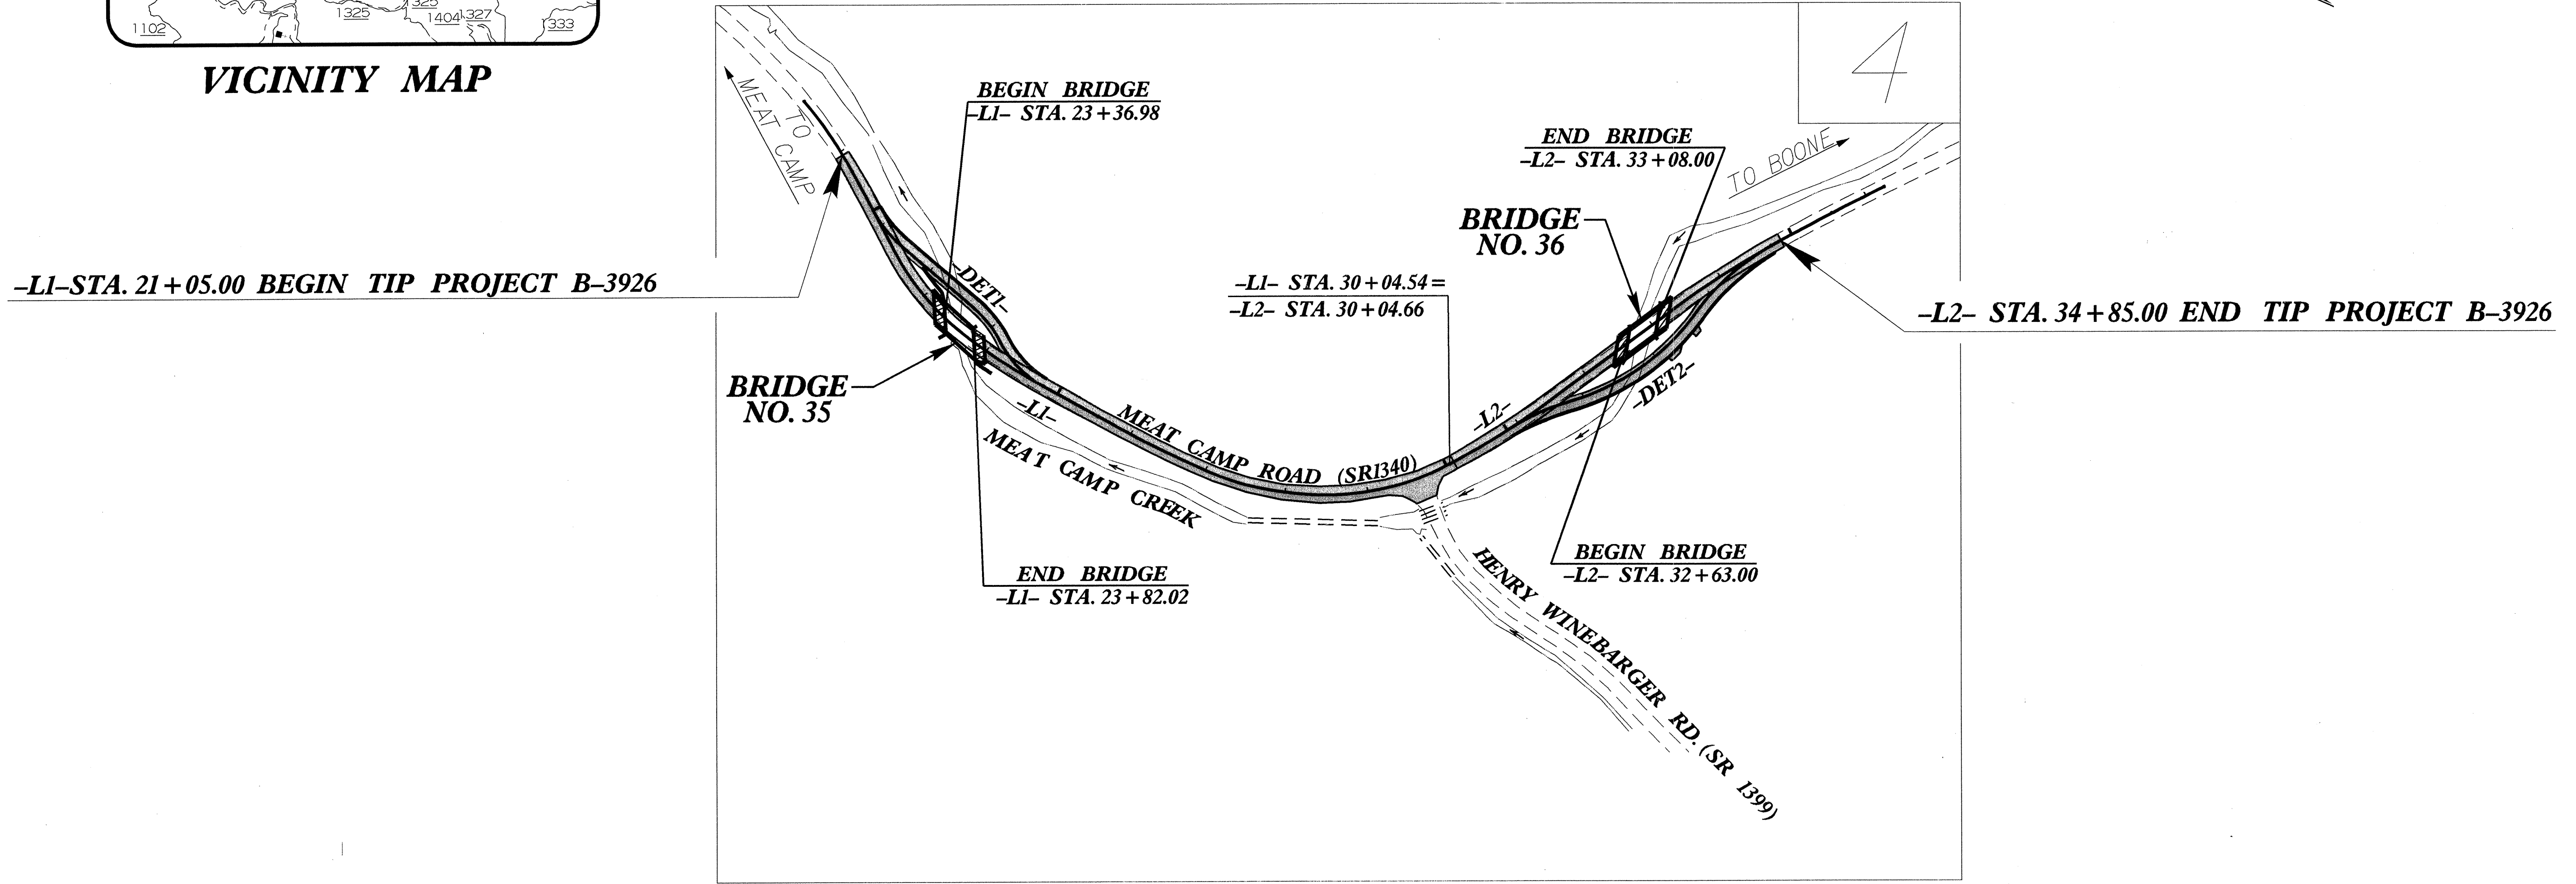 1102
1325
1325
1404
1327
1333
VICINITY MAP
4
TO
MEAT CAMP
BEGIN BRIDGE
-L1- STA. 23+36.98
END BRIDGE
-L2- STA. 33+08.00
TO BOONE
BRIDGE
NO. 36
-L1-STA. 21+05.00 BEGIN TIP PROJECT B-3926
-DET1-
-L1- STA. 30+04.54=
-L2- STA. 30+04.66
-L2- STA. 34+85.00 END TIP PROJECT B-3926
BRIDGE
NO. 35
-L1-
MEAT CAMP ROAD (SR1340)
-L2-
-DET2-
MEAT CAMP CREEK
END BRIDGE
-L1- STA. 23+82.02
BEGIN BRIDGE
-L2- STA. 32+63.00
HENRY WINEBARGER RD. (SR 1399)